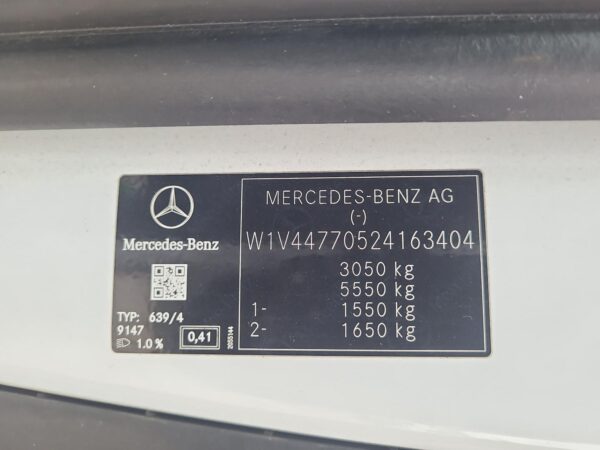 Mercedes-Benz
TYP: 639/4
9147
1.0 %
0,41
2053144
MERCEDES-BENZ AG
(-)
W1V44770524163404
3050 kg
5550 kg
1- 1550 kg
2- 1650 kg